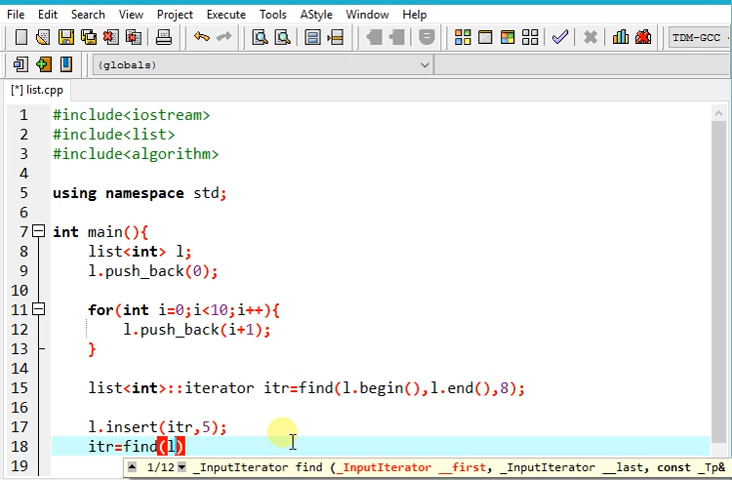 File Edit Search View Project Execute Tools AStyle Window Help
TDM-GCC
(globals)
[*] list.cpp
1 #include<iostream>
2 #include<list>
3 #include<algorithm>
4
5 using namespace std;
6
7 int main(){
8 list<int> l;
9 l.push_back(0);
10
11 for(int i=0;i<10;i++){
12 l.push_back(i+1);
13 }
14
15 list<int>::iterator itr=find(l.begin(),l.end(),8);
16
17 l.insert(itr,5);
18 itr=find(l)
19 1/12 _InputIterator find (_InputIterator __first, _InputIterator __last, const _Tp&